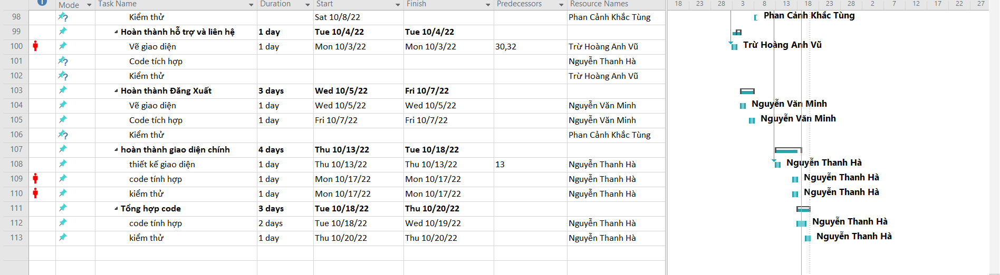 Mode Task Name Duration Start Finish Predecessors Resource Names 18 23 28 3 8 13 18 23 28 2 7 12 17 22 27
98 ? Kiểm thử Sat 10/8/22 Phan Cảnh Khắc Tùng Phan Cảnh Khắc Tùng
99 Hoàn thành hỗ trợ và liên hệ 1 day Tue 10/4/22 Tue 10/4/22
100 Vẽ giao diện 1 day Mon 10/3/22 Mon 10/3/22 30,32 Trừ Hoàng Anh Vũ Trừ Hoàng Anh Vũ
101 ? Code tích hợp Nguyễn Thanh Hà
102 ? Kiểm thử Trừ Hoàng Anh Vũ
103 Hoàn thành Đăng Xuất 3 days Wed 10/5/22 Fri 10/7/22
104 Vẽ giao diện 1 day Wed 10/5/22 Wed 10/5/22 Nguyễn Văn Minh Nguyễn Văn Minh
105 Code tích hợp 1 day Fri 10/7/22 Fri 10/7/22 Nguyễn Văn Minh Nguyễn Văn Minh
106 ? Kiểm thử Phan Cảnh Khắc Tùng
107 hoàn thành giao diện chính 4 days Thu 10/13/22 Tue 10/18/22
108 thiết kế giao diện 1 day Thu 10/13/22 Thu 10/13/22 13 Nguyễn Thanh Hà Nguyễn Thanh Hà
109 code tính hợp 1 day Mon 10/17/22 Mon 10/17/22 Nguyễn Thanh Hà Nguyễn Thanh Hà
110 kiểm thử 1 day Mon 10/17/22 Mon 10/17/22 Nguyễn Thanh Hà Nguyễn Thanh Hà
111 Tổng hợp code 3 days Tue 10/18/22 Thu 10/20/22
112 code tính hợp 2 days Tue 10/18/22 Wed 10/19/22 Nguyễn Thanh Hà Nguyễn Thanh Hà
113 kiểm thử 1 day Thu 10/20/22 Thu 10/20/22 Nguyễn Thanh Hà Nguyễn Thanh Hà